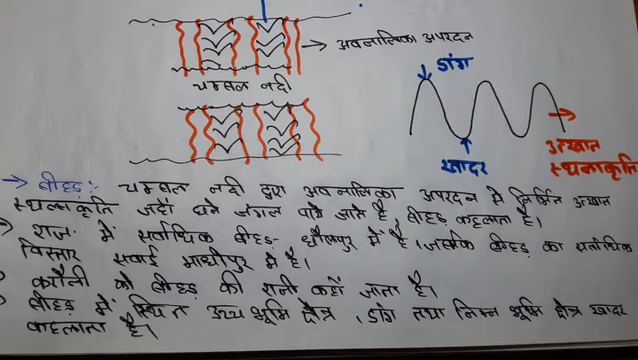 → अवनालिका अपरदन
चम्बल नदी
डांग
खादर
उत्खात
स्थलाकृति
→ बीहड़ :- चम्बल नदी द्वारा अवनालिका अपरदन से निर्मित उत्खात
स्थलाकृति जहाँ घने जंगल पाये जाते है, बीहड़ कहलाता है।
राज. में सर्वाधिक बीहड़- धौलपुर में है। जबकि बीहड़ का सर्वाधिक
विस्तार सवाई माधोपुर में है।
करौली को बीहड़ की रानी कहाँ जाता है।
बीहड़ में स्थित उच्च भूमि क्षेत्र, डांग तथा निम्न भूमि क्षेत्र खादर
कहलाता है।